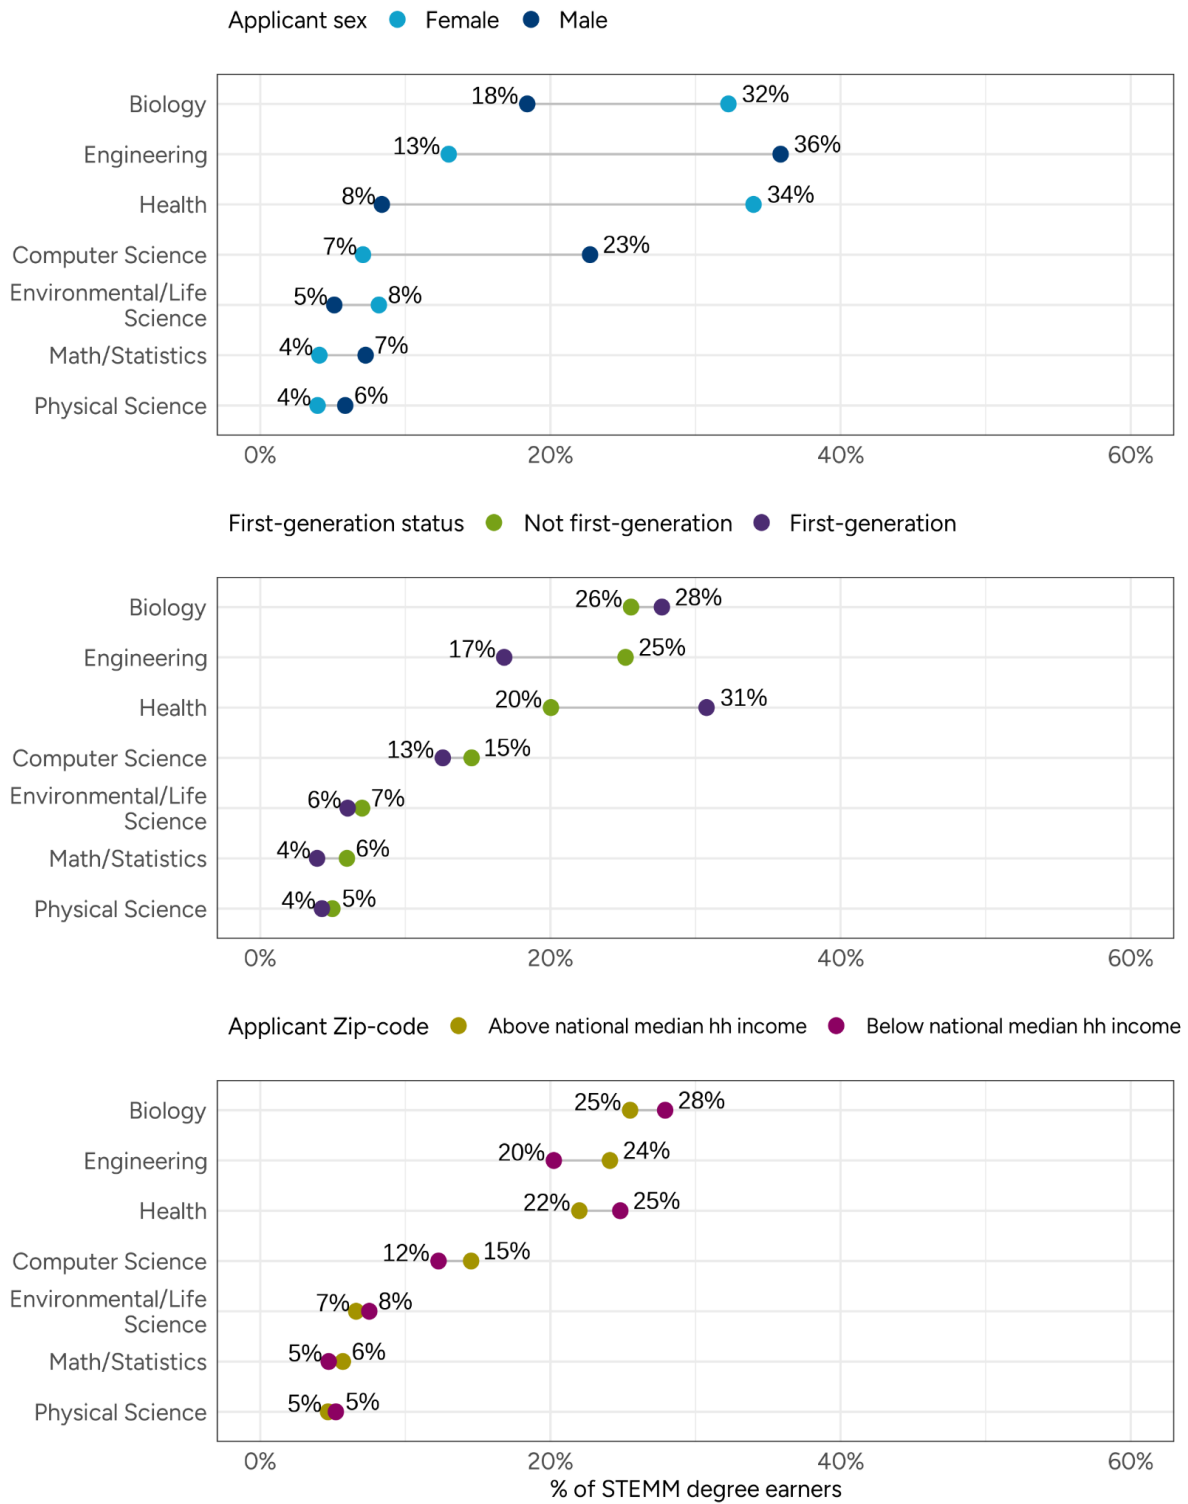 Applicant sex Female Male
Biology 18% 32%
Engineering 13% 36%
Health 8% 34%
Computer Science 7% 23%
Environmental/Life
Science 5% 8%
Math/Statistics 4% 7%
Physical Science 4% 6%
0% 20% 40% 60%
First-generation status Not first-generation First-generation
Biology 26% 28%
Engineering 17% 25%
Health 20% 31%
Computer Science 13% 15%
Environmental/Life
Science 6% 7%
Math/Statistics 4% 6%
Physical Science 4% 5%
0% 20% 40% 60%
Applicant Zip-code Above national median hh income Below national median hh income
Biology 25% 28%
Engineering 20% 24%
Health 22% 25%
Computer Science 12% 15%
Environmental/Life
Science 7% 8%
Math/Statistics 5% 6%
Physical Science 5% 5%
0% 20% 40% 60%
% of STEMM degree earners